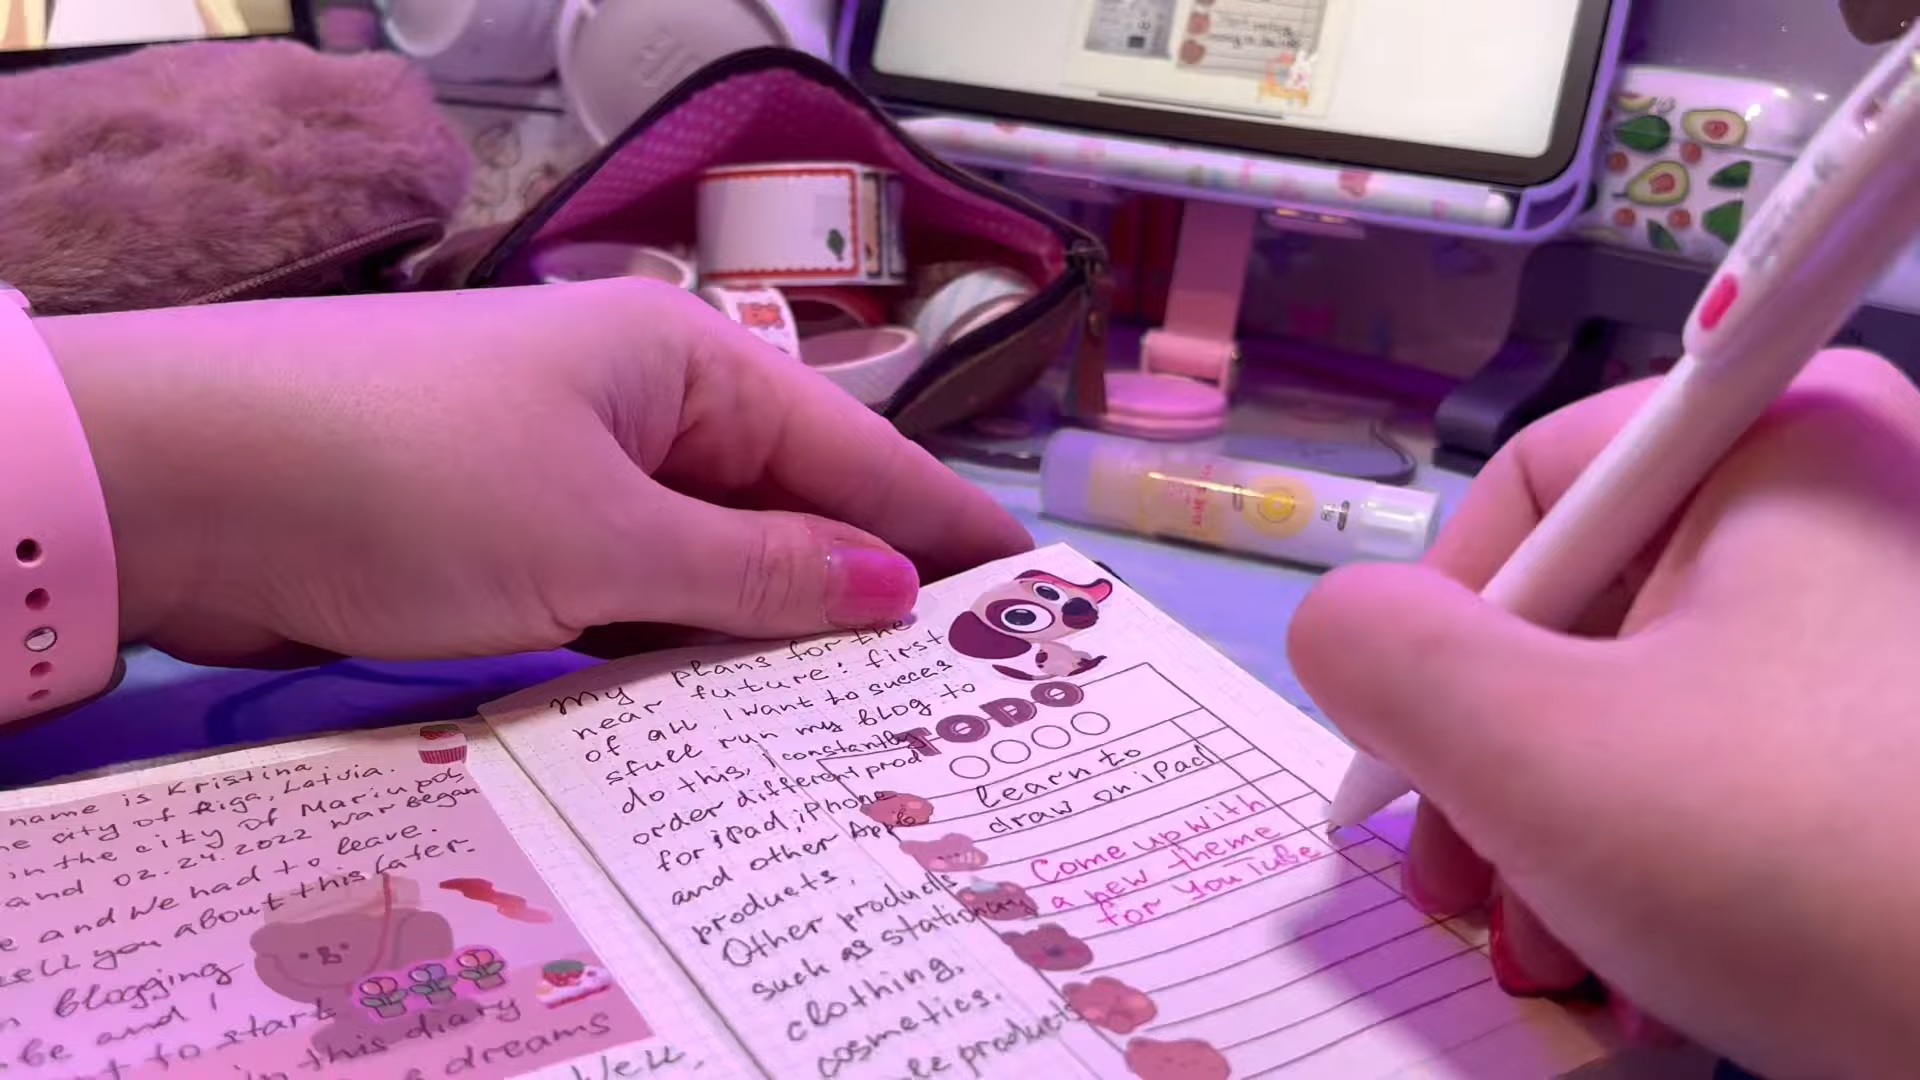 name is Kristina.
city of Riga, Latvia.
in the city of Mariupol
and 02.24.2022 war began
e and we had to leave.
tell you about this later.
blogging
be and I
t to start
in this diary
dreams
Well,
My plans for the
near future: first
of all, I want to succes
sfull run my blog. to
do this, I constantly
order different prod
for iPad, iPhone
and other Apple
products.
Other products
such as stationary
clothing,
cosmetics.
products
TODO
learn to
draw on iPad
Come up with
a new theme
for YouTube